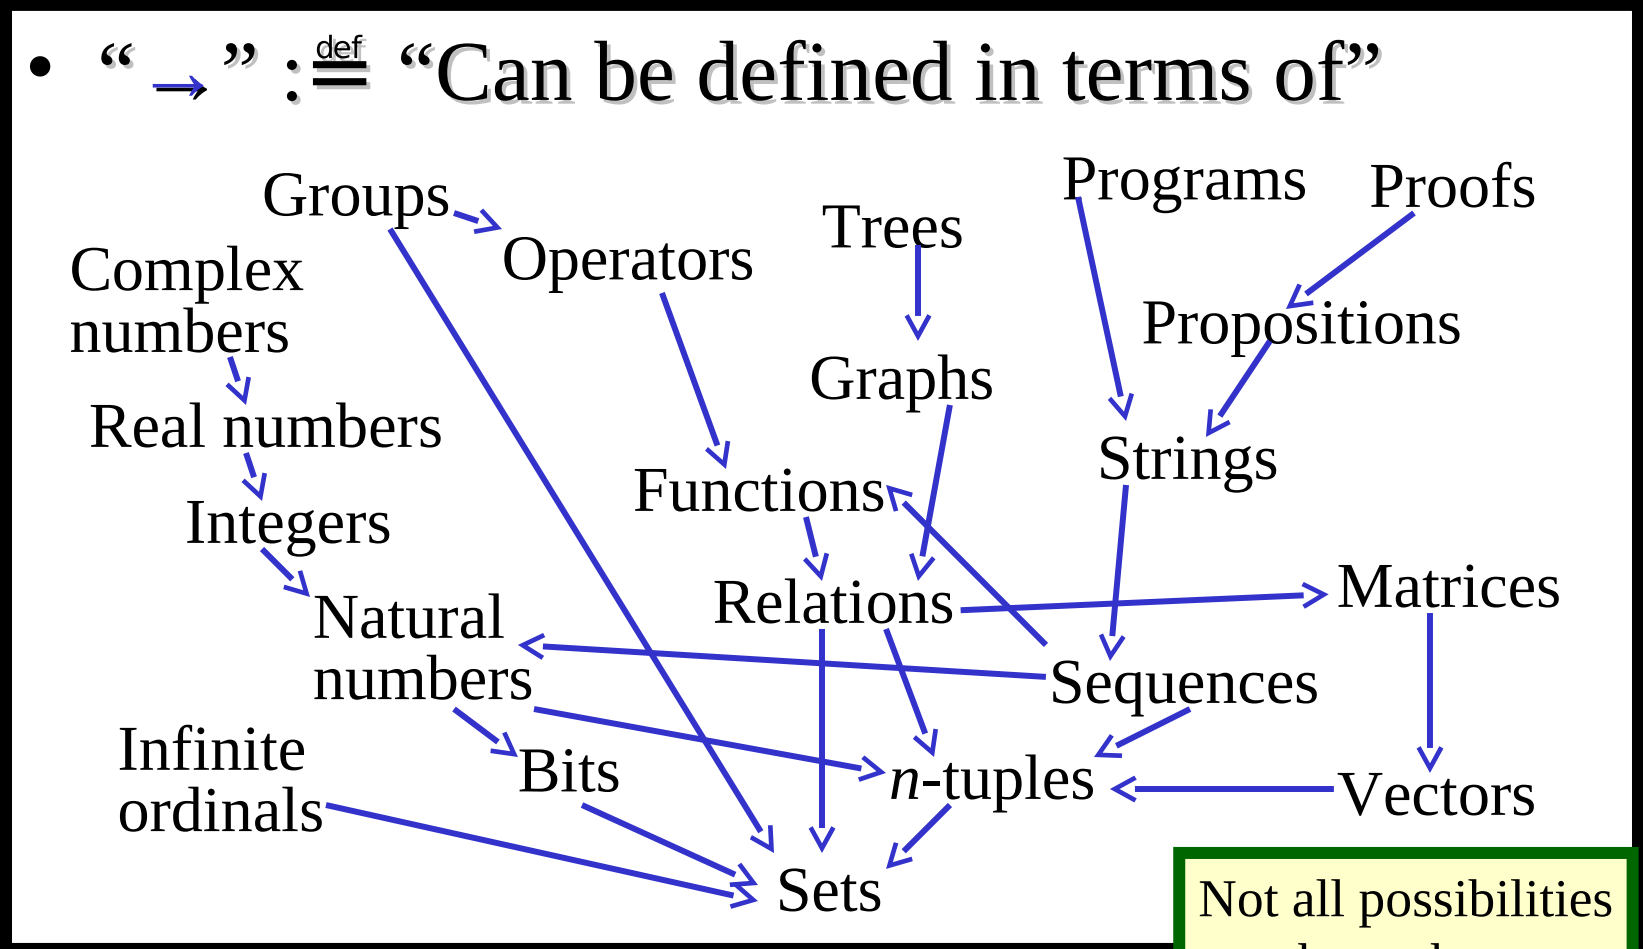 • “→” :≡ def “Can be defined in terms of”
Programs
Proofs
Groups
Trees
Operators
Complex
numbers
Propositions
Graphs
Real numbers
Strings
Functions
Integers
Matrices
Relations
Natural
numbers
Sequences
Infinite
ordinals
Bits
n-tuples
Vectors
Sets
Not all possibilities